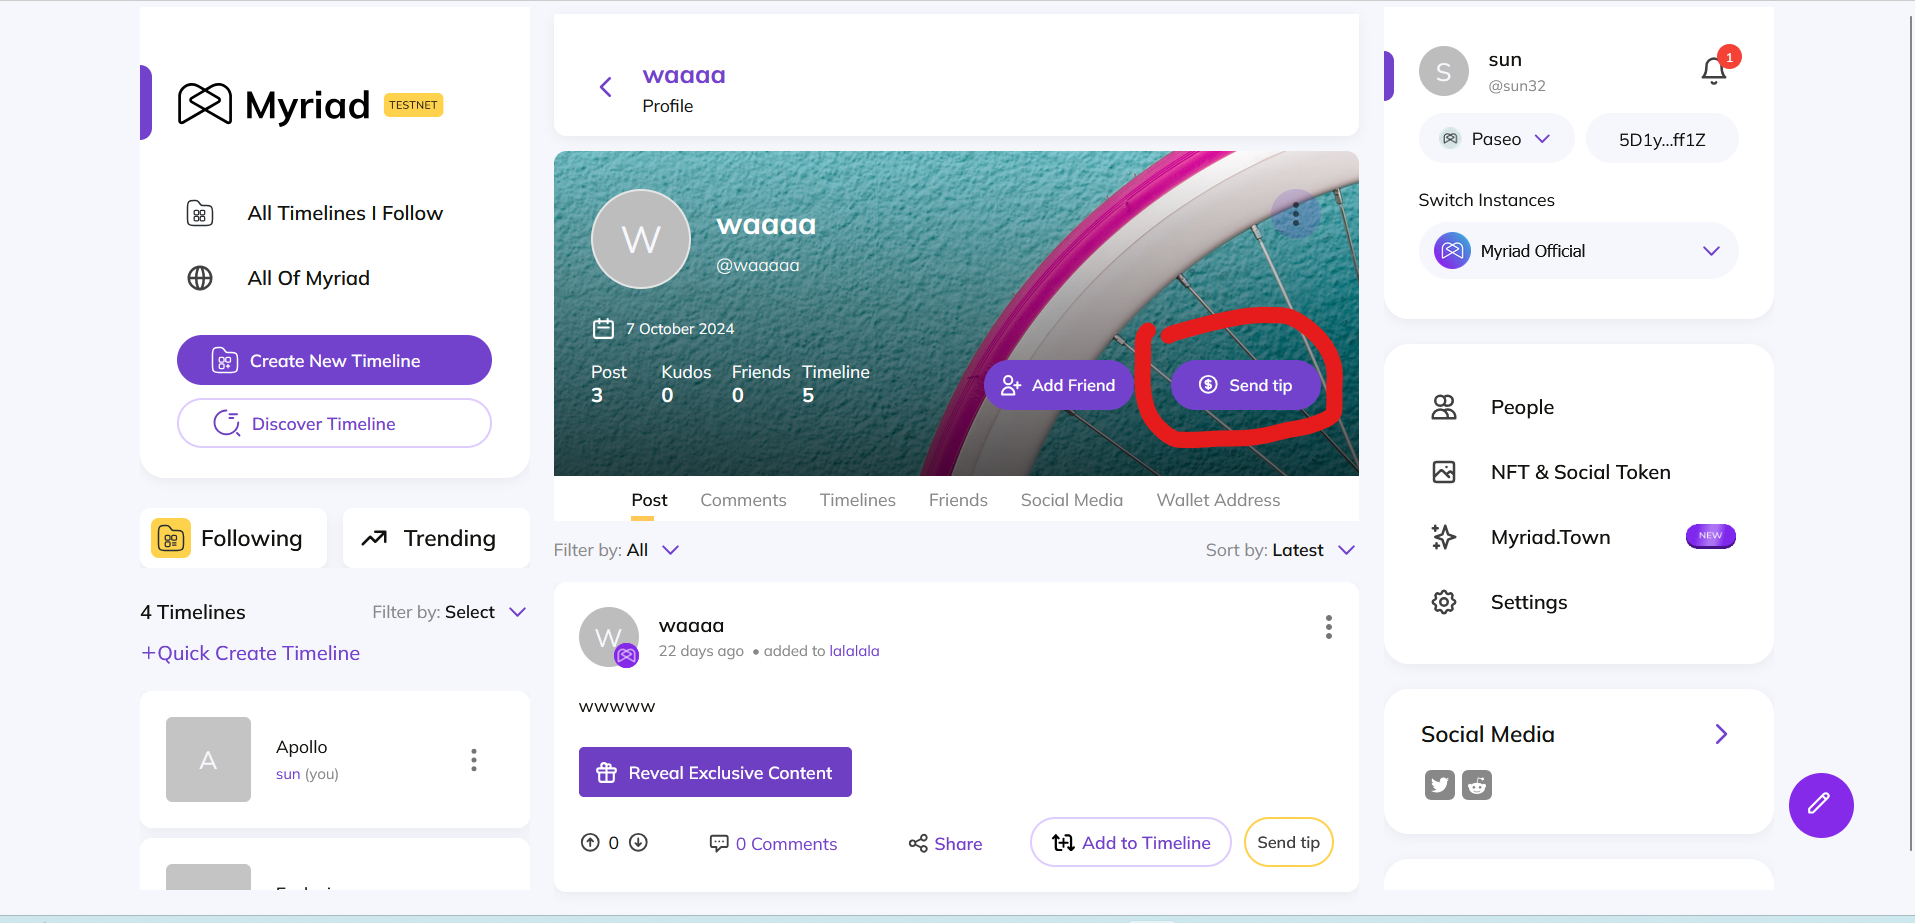 Myriad TESTNET
All Timelines I Follow
All Of Myriad
Create New Timeline
Discover Timeline
Following
Trending
4 Timelines
Filter by: Select
+Quick Create Timeline
A
Apollo
sun (you)
waaaa
Profile
W
waaaa
@waaaaa
7 October 2024
Post Kudos Friends Timeline
3 0 0 5
Add Friend
Send tip
Post Comments Timelines Friends Social Media Wallet Address
Filter by: All
Sort by: Latest
W
waaaa
22 days ago • added to lalalala
wwwww
Reveal Exclusive Content
0
0 Comments
Share
Add to Timeline
Send tip
S
sun
@sun32
1
Paseo
5D1y...ff1Z
Switch Instances
Myriad Official
People
NFT & Social Token
Myriad.Town NEW
Settings
Social Media